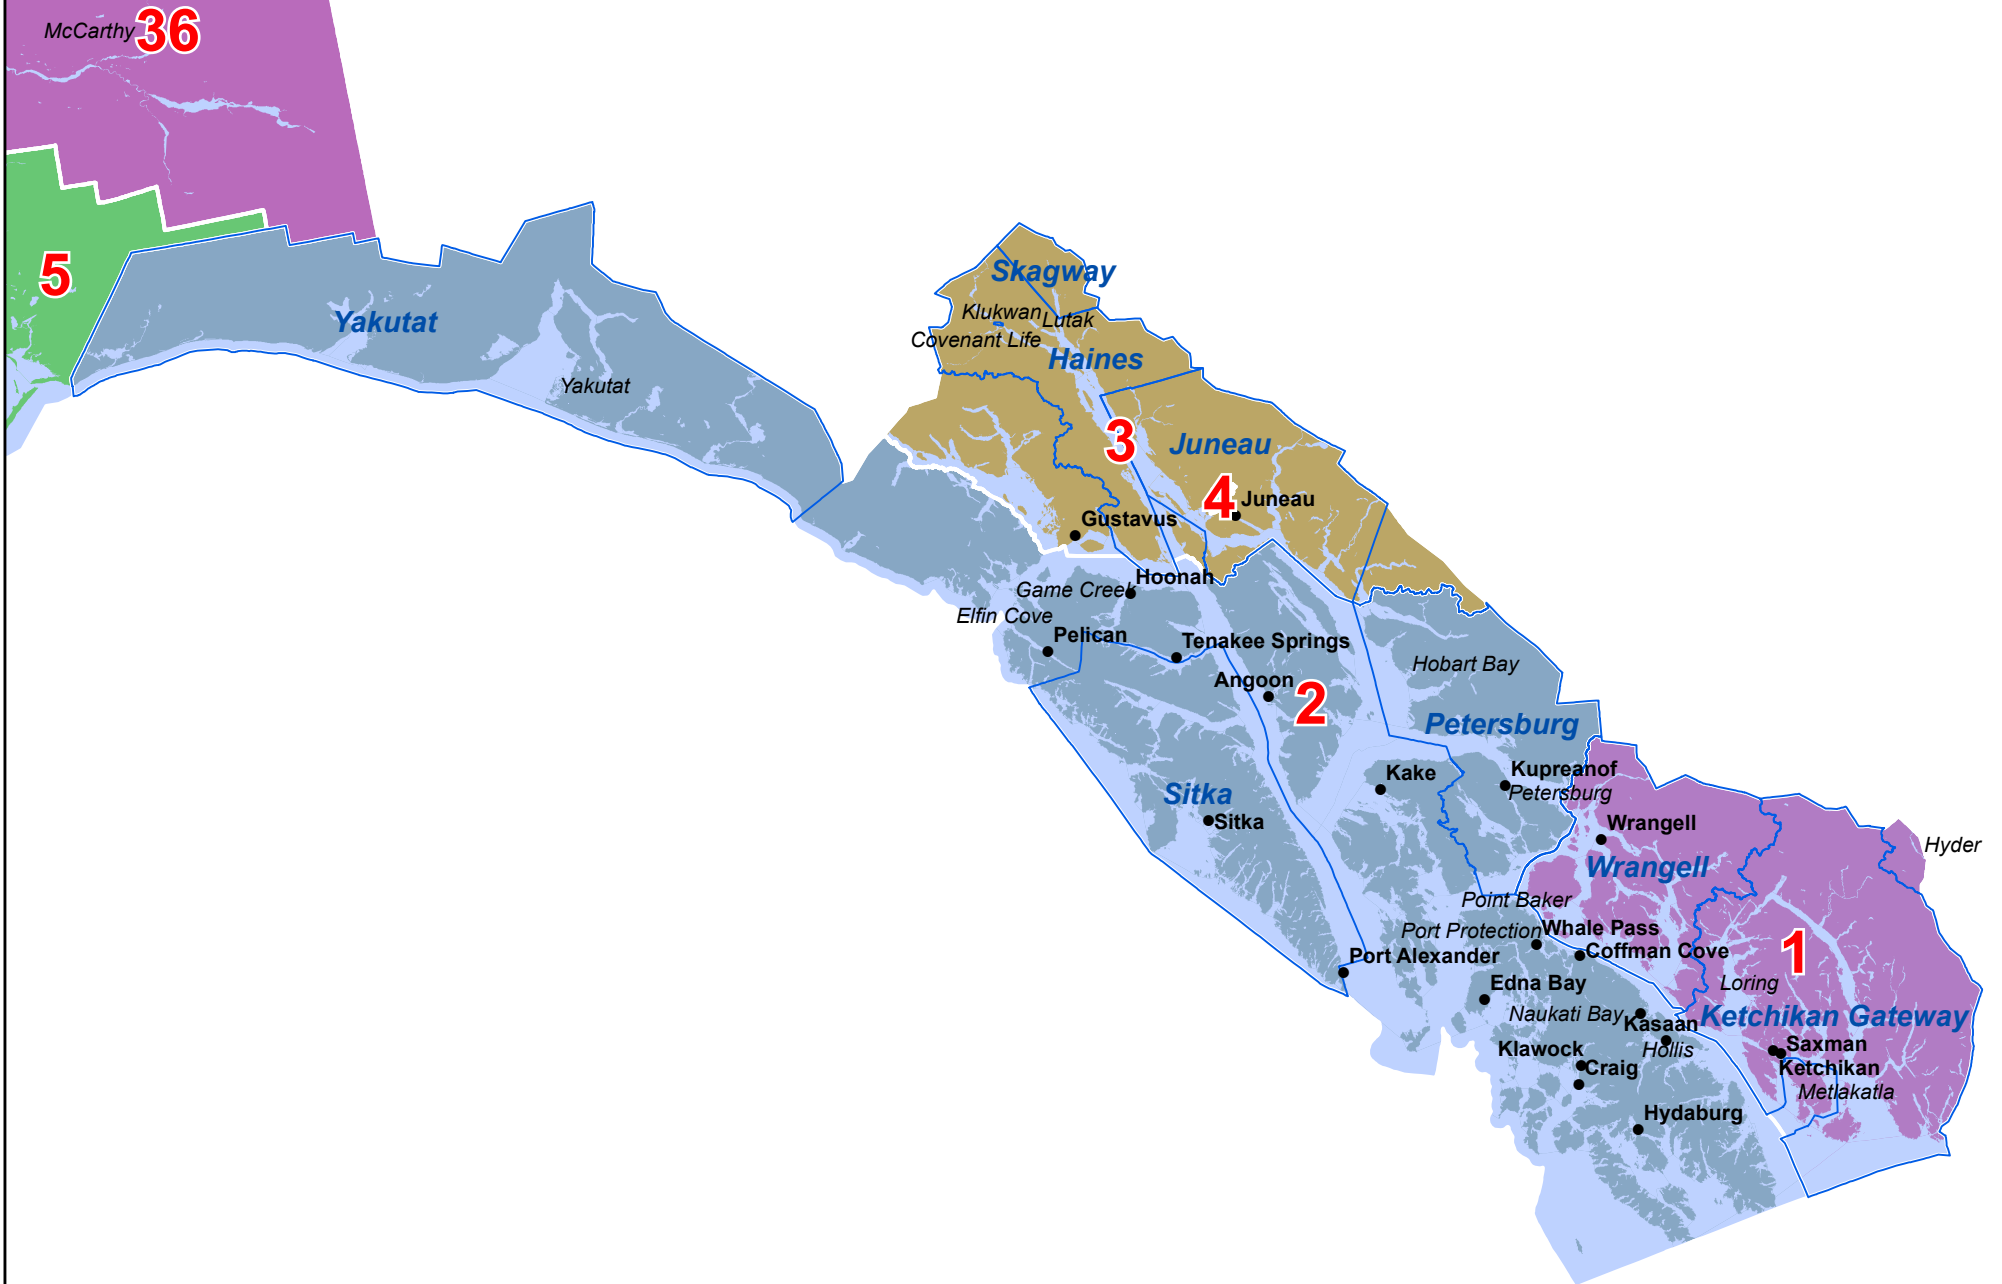 McCarthy
36
5
Yakutat
Yakutat
Skagway
Klukwan
Lutak
Covenant Life
Haines
3
Juneau
4
Juneau
Gustavus
Hoonah
Game Creek
Elfin Cove
Pelican
Tenakee Springs
Hobart Bay
Angoon
2
Petersburg
Kake
Kupreanof
Petersburg
Sitka
Sitka
Wrangell
Hyder
Wrangell
Point Baker
Port Protection
Whale Pass
Coffman Cove
1
Port Alexander
Edna Bay
Loring
Naukati Bay
Kasaan
Ketchikan Gateway
Klawock
Hollis
Saxman
Craig
Ketchikan
Metlakatla
Hydaburg